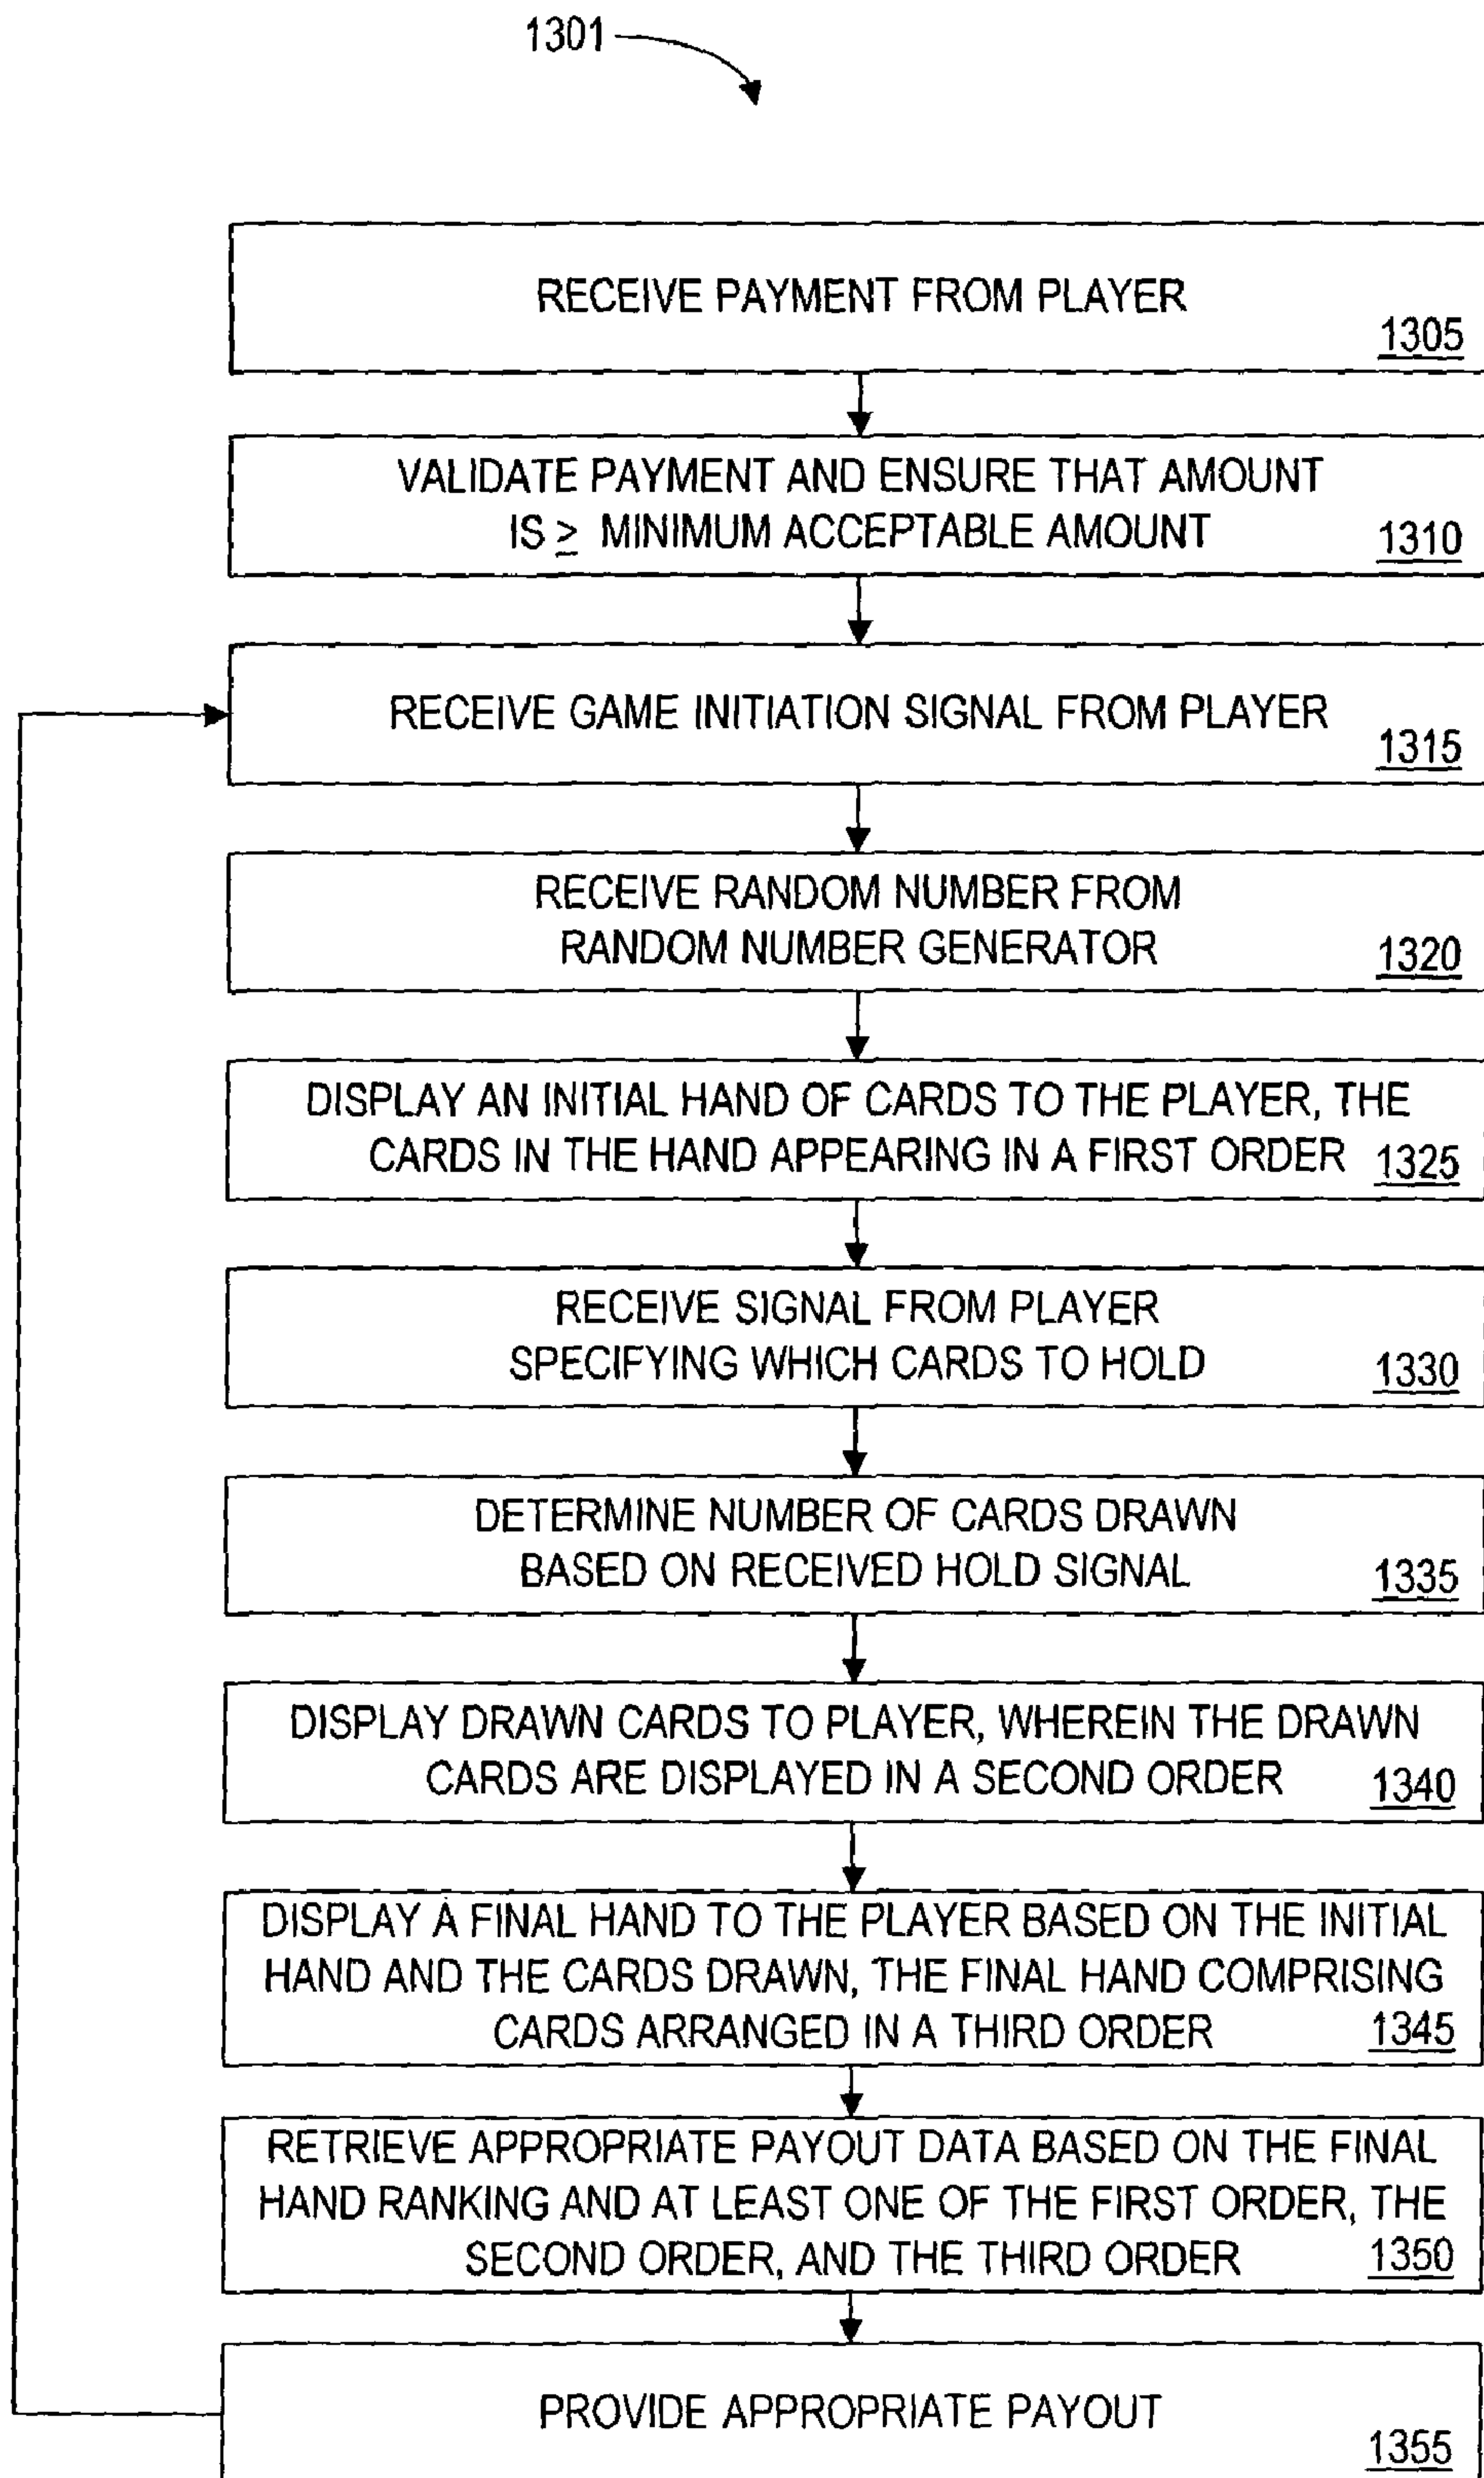 1301
RECEIVE PAYMENT FROM PLAYER
1305
VALIDATE PAYMENT AND ENSURE THAT AMOUNT
IS ≥ MINIMUM ACCEPTABLE AMOUNT
1310
RECEIVE GAME INITIATION SIGNAL FROM PLAYER
1315
RECEIVE RANDOM NUMBER FROM
RANDOM NUMBER GENERATOR
1320
DISPLAY AN INITIAL HAND OF CARDS TO THE PLAYER, THE
CARDS IN THE HAND APPEARING IN A FIRST ORDER
1325
RECEIVE SIGNAL FROM PLAYER
SPECIFYING WHICH CARDS TO HOLD
1330
DETERMINE NUMBER OF CARDS DRAWN
BASED ON RECEIVED HOLD SIGNAL
1335
DISPLAY DRAWN CARDS TO PLAYER, WHEREIN THE DRAWN
CARDS ARE DISPLAYED IN A SECOND ORDER
1340
DISPLAY A FINAL HAND TO THE PLAYER BASED ON THE INITIAL
HAND AND THE CARDS DRAWN, THE FINAL HAND COMPRISING
CARDS ARRANGED IN A THIRD ORDER
1345
RETRIEVE APPROPRIATE PAYOUT DATA BASED ON THE FINAL
HAND RANKING AND AT LEAST ONE OF THE FIRST ORDER, THE
SECOND ORDER, AND THE THIRD ORDER
1350
PROVIDE APPROPRIATE PAYOUT
1355